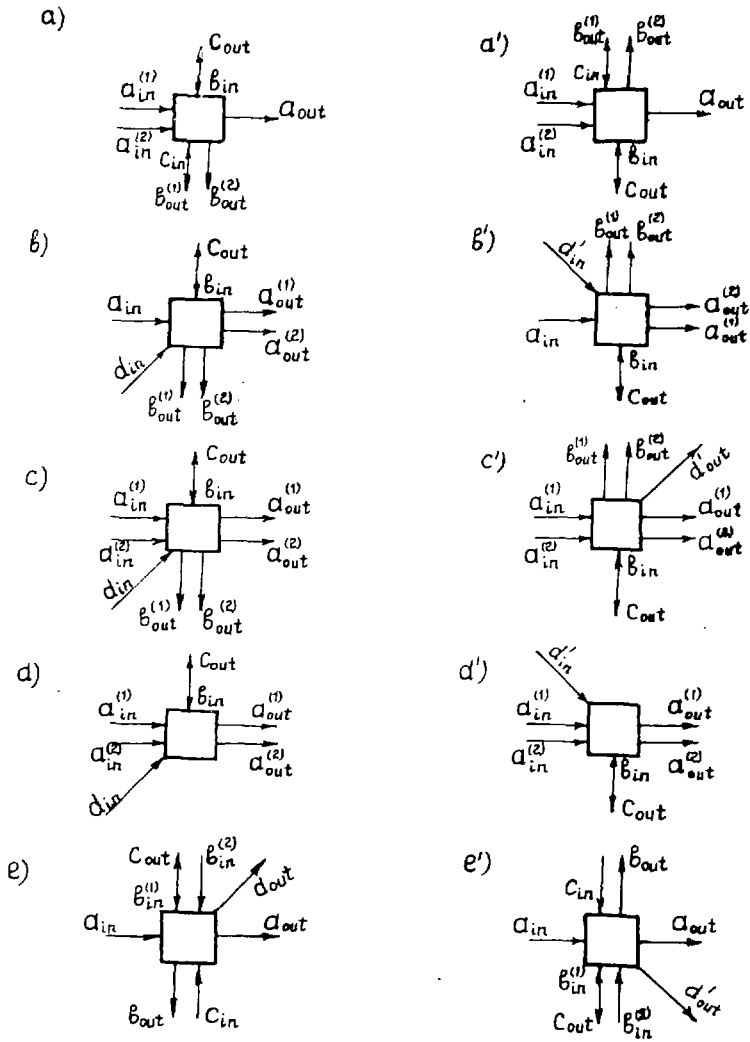 a) a')
C_out b_out^(1) b_out^(2)
a_in^(1) b_in a_out a_in^(1) C_in a_out
a_in^(2) C_in a_in^(2) b_in
b_out^(1) b_out^(2) C_out
b) b')
C_out d'_in b_out^(1) b_out^(2)
a_in b_in a_out^(1) a_out^(2)
a_out^(2) a_in a_out^(1)
d_in b_in
b_out^(1) b_out^(2) C_out
c) c')
C_out b_out^(1) b_out^(2) d'_out
a_in^(1) b_in a_out^(1) a_in^(1) a_out^(1)
a_in^(2) a_out^(2) a_in^(2) b_in a_out^(2)
d_in
b_out^(1) b_out^(2) C_out
d) d')
C_out d'_in
a_in^(1) b_in a_out^(1) a_in^(1) a_out^(1)
a_in^(2) a_out^(2) a_in^(2) b_in a_out^(2)
d_in C_out
e) e')
C_out b_in^(2) d_out b_out
b_in^(1) C_in
a_in a_out a_in a_out
b_in^(1) d'_out
b_out C_in C_out b_in^(2)